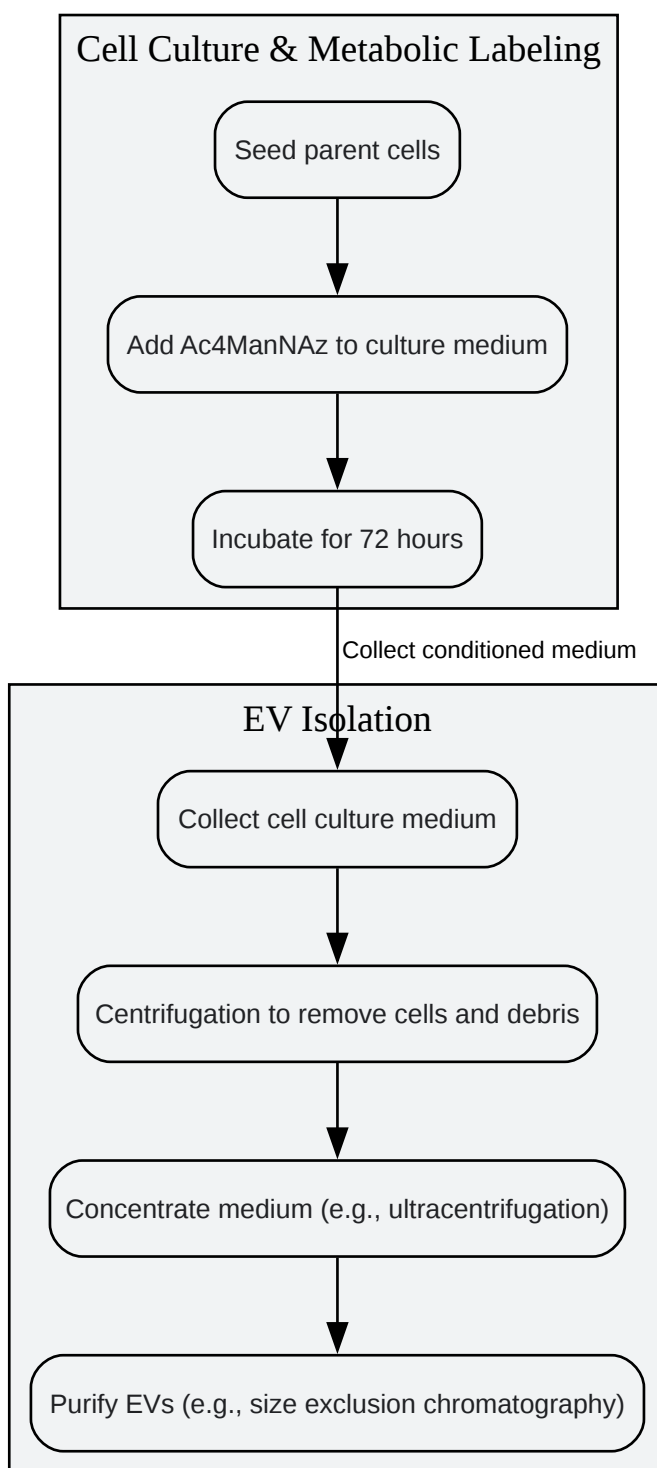 Cell Culture & Metabolic Labeling
Seed parent cells
Add Ac4ManNAz to culture medium
Incubate for 72 hours
Collect conditioned medium
EV Isolation
Collect cell culture medium
Centrifugation to remove cells and debris
Concentrate medium (e.g., ultracentrifugation)
Purify EVs (e.g., size exclusion chromatography)